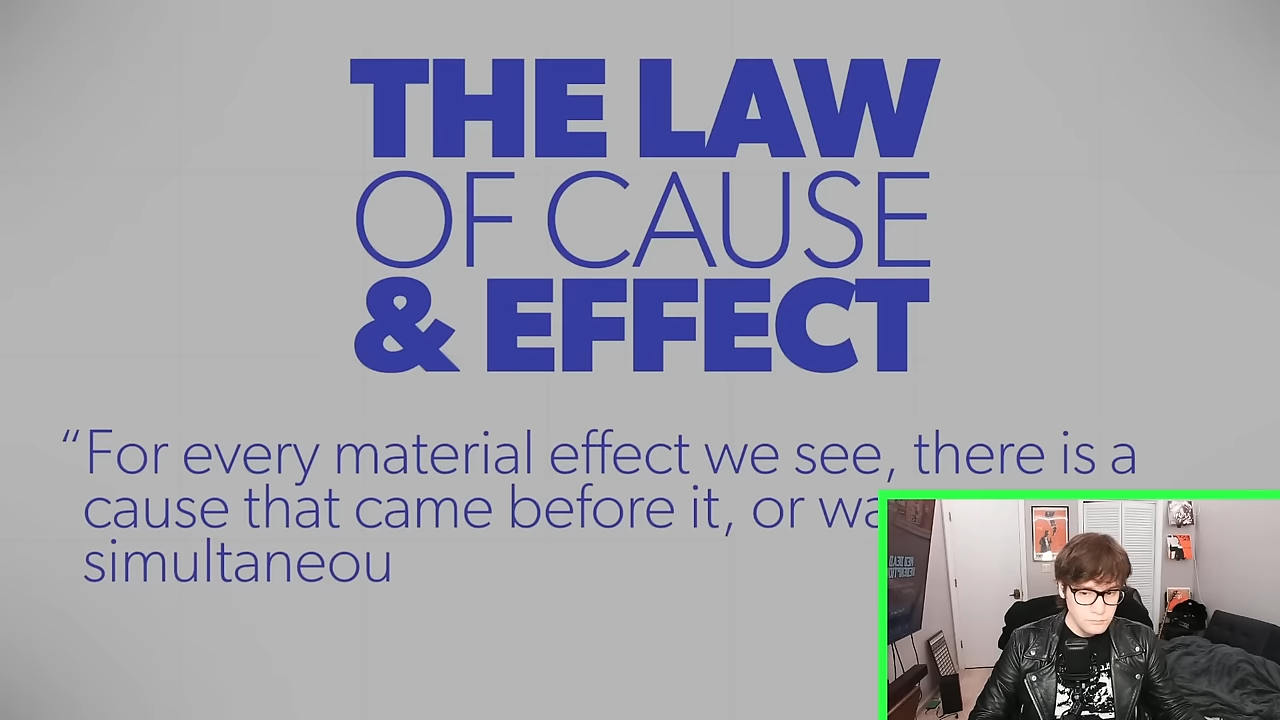 THE LAW
OF CAUSE
& EFFECT
“For every material effect we see, there is a
cause that came before it, or wa
simultaneou